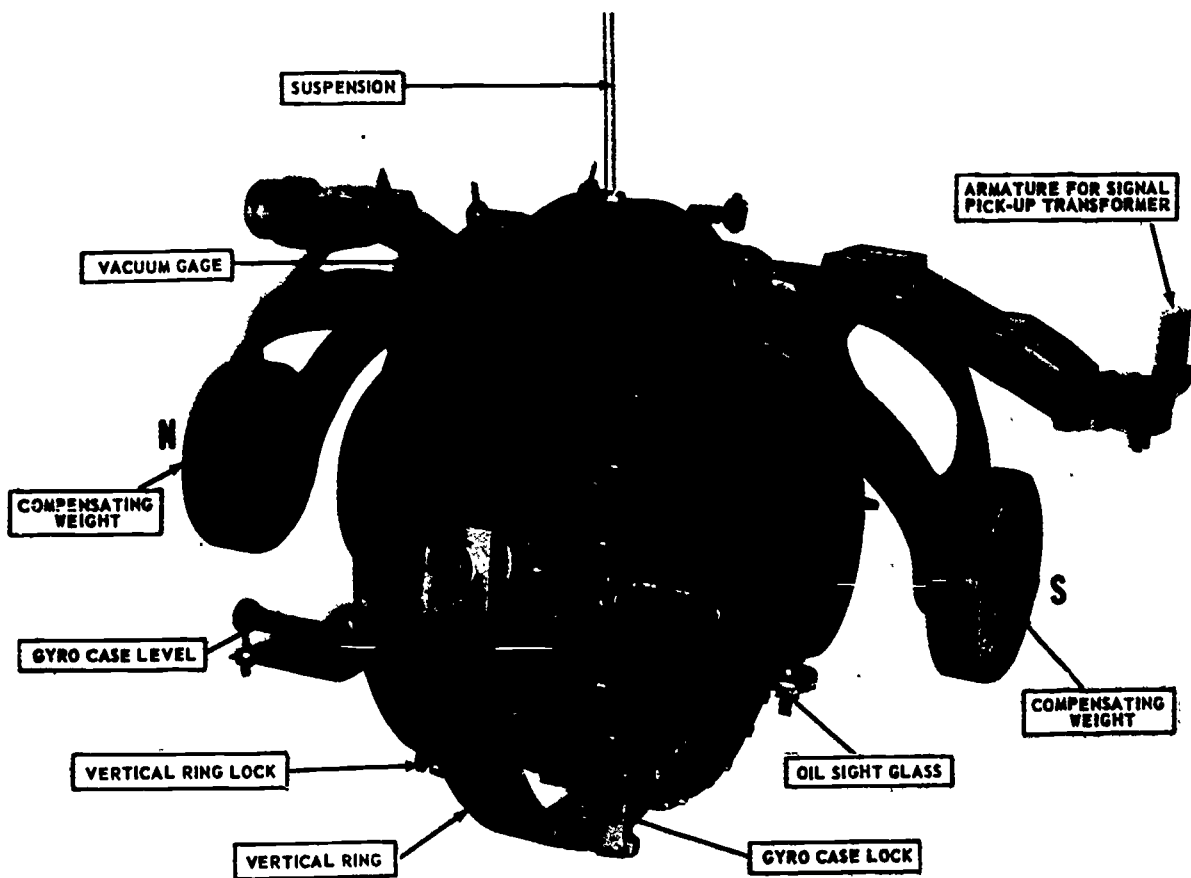 SUSPENSION
ARMATURE FOR SIGNAL
PICK-UP TRANSFORMER
VACUUM GAGE
N
COMPENSATING
WEIGHT
S
GYRO CASE LEVEL
COMPENSATING
WEIGHT
VERTICAL RING LOCK
OIL SIGHT GLASS
VERTICAL RING
GYRO CASE LOCK